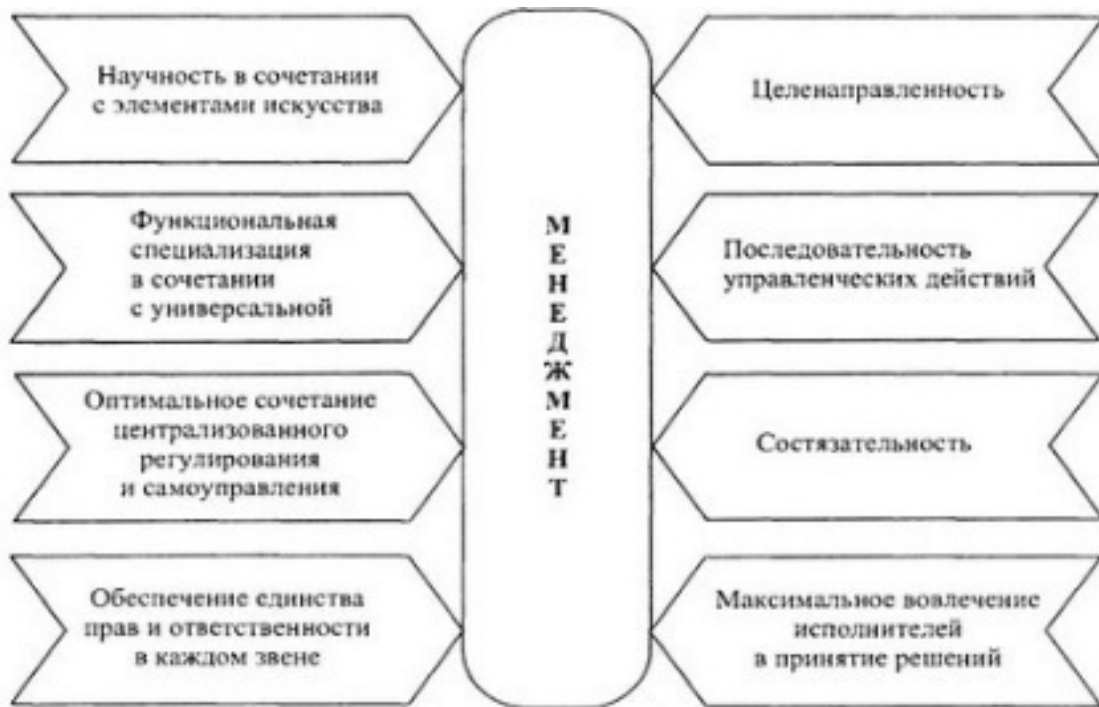 Научность в сочетании
с элементами искусства
Функциональная
специализация
в сочетании
с универсальной
Оптимальное сочетание
централизованного
регулирования
и самоуправления
Обеспечение единства
прав и ответственности
в каждом звене
МЕНЕДЖМЕНТ
Целенаправленность
Последовательность
управленческих действий
Состязательность
Максимальное вовлечение
исполнителей
в принятие решений